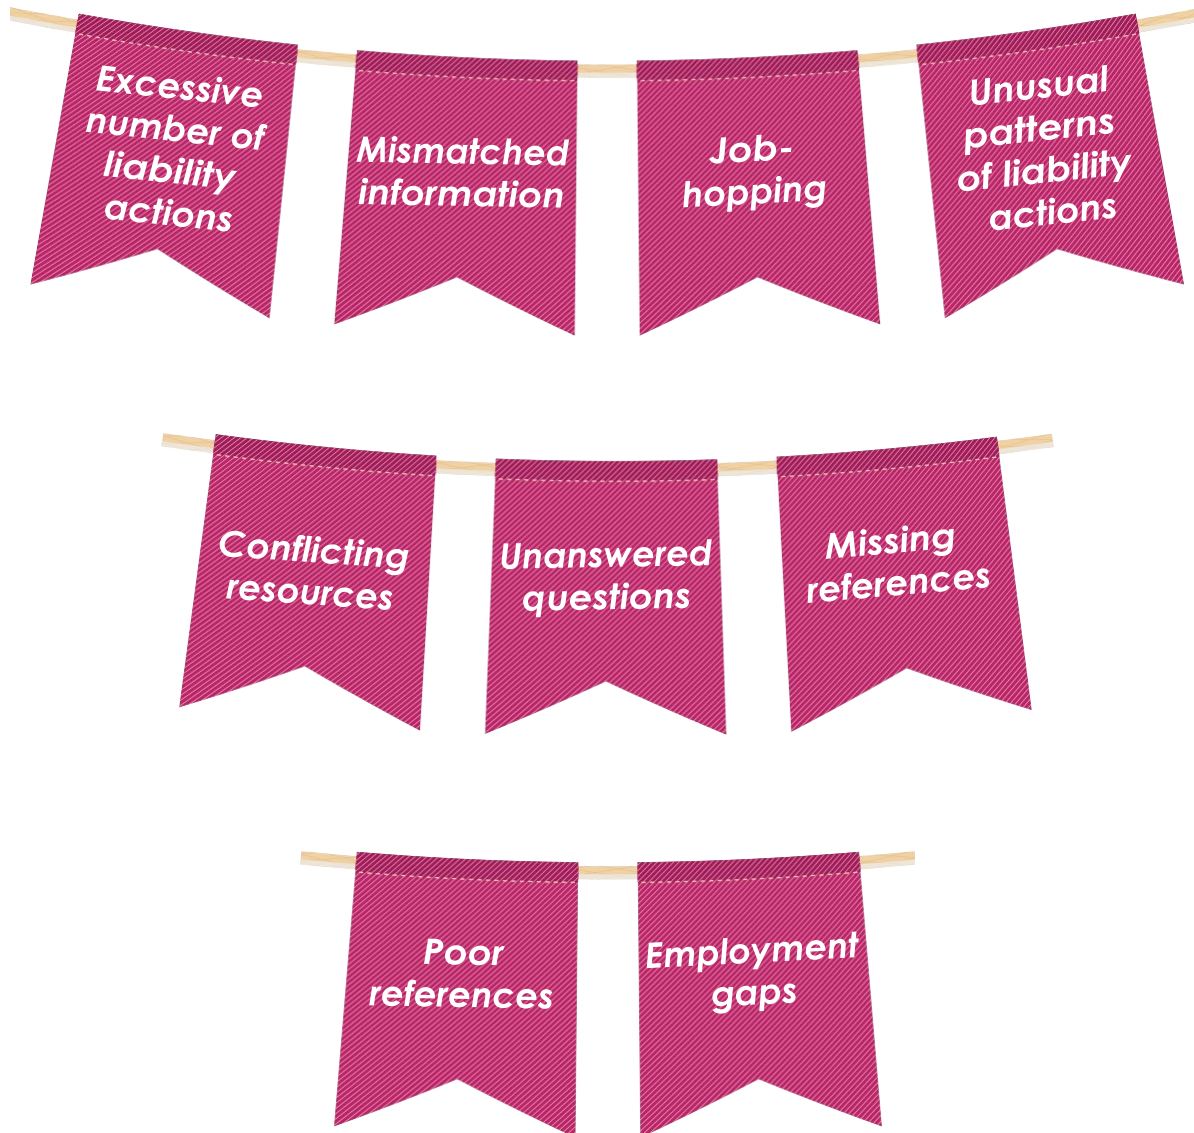 Excessive
number of
liability
actions
Mismatched
information
Job-
hopping
Unusual
patterns
of liability
actions
Conflicting
resources
Unanswered
questions
Missing
references
Poor
references
Employment
gaps